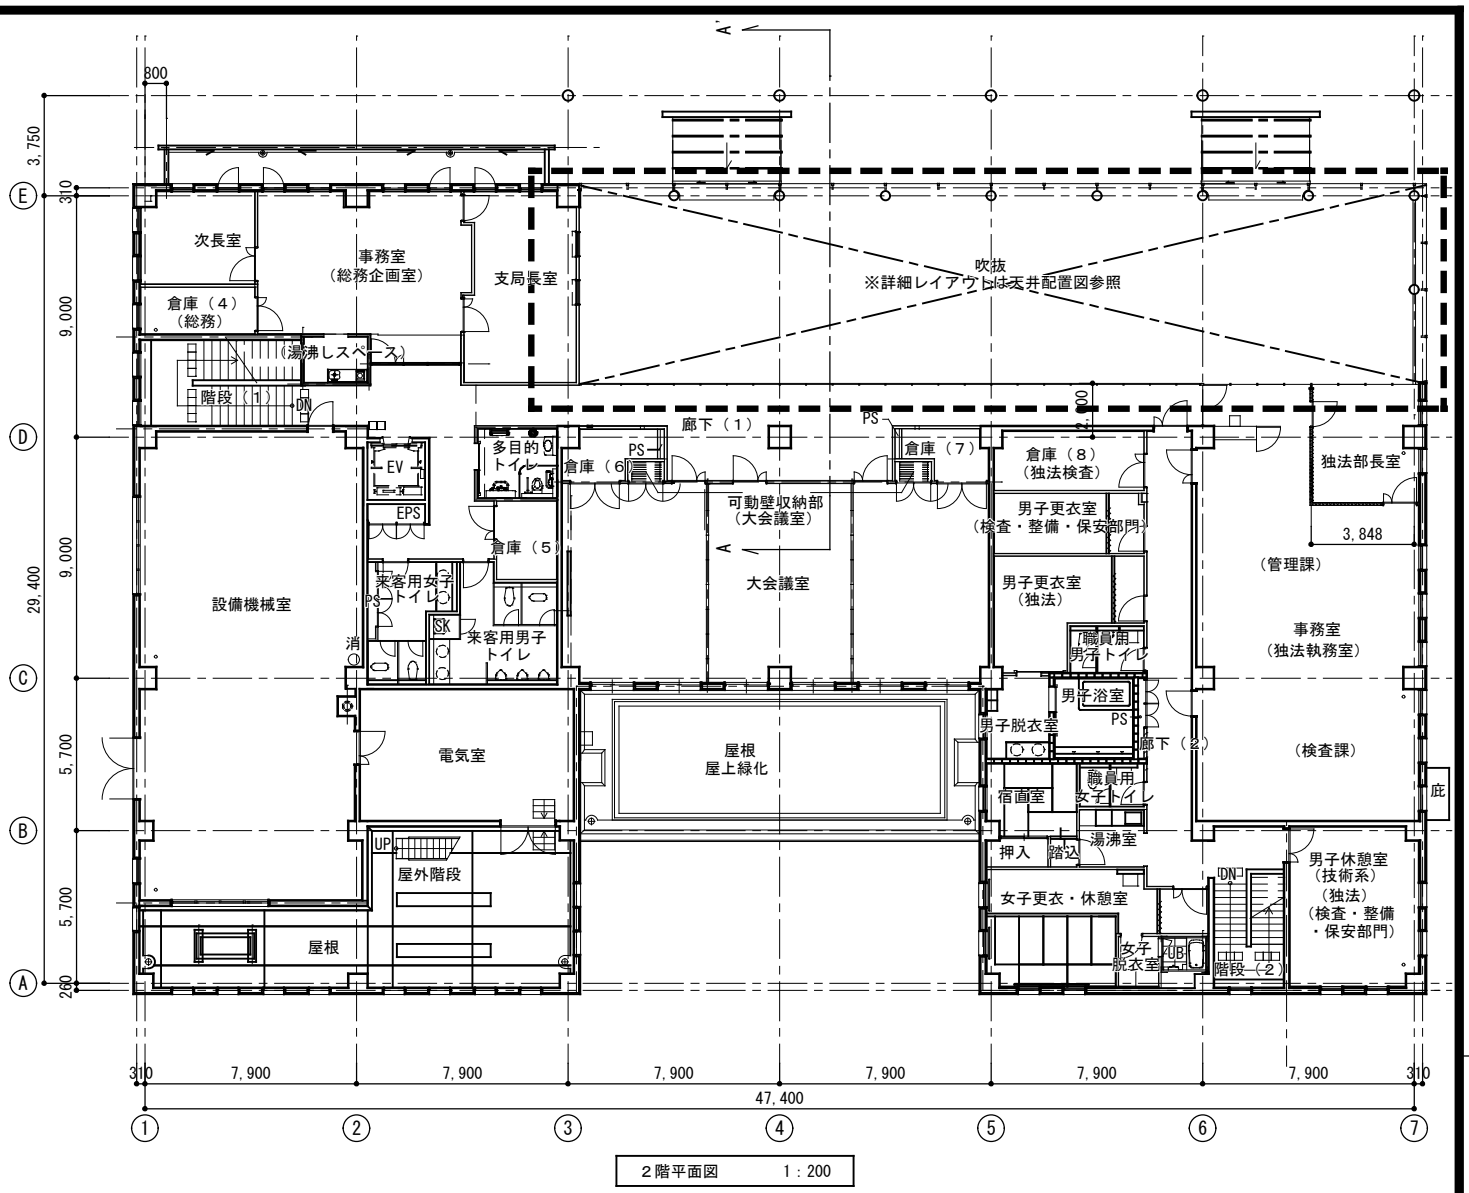 A
800
3,750
310
E
次長室
事務室
(総務企画室)
支局長室
吹抜
※詳細レイアウトは天井配置図参照
倉庫(4)
(総務)
9,000
(湯沸しスペース)
階段(1)
DN
2,000
D
廊下(1)
PS
PS
EV
多目的
トイレ
倉庫(6)
倉庫(7)
倉庫(8)
(独法検査)
独法部長室
EPS
可動壁収納部
(大会議室)
男子更衣室
(検査・整備・保安部門)
3,848
A
倉庫(5)
(管理課)
9,000
29,400
設備機械室
来客用女子
トイレ
PS
大会議室
男子更衣室
(独法)
SK
来客用男子
トイレ
消
職員用
男子トイレ
事務室
(独法執務室)
C
男子浴室
PS
男子脱衣室
廊下(2)
5,700
電気室
屋根
屋上緑化
(検査課)
宿直室
職員用
女子トイレ
庇
B
UP
湯沸室
押入
踏込
屋外階段
DN
男子休憩室
(技術系)
(独法)
(検査・整備
・保安部門)
5,700
女子更衣・休憩室
屋根
女子
脱衣室
UB
階段(2)
A
260
310
7,900
7,900
7,900
7,900
7,900
7,900
310
47,400
1
2
3
4
5
6
7
2階平面図 1:200